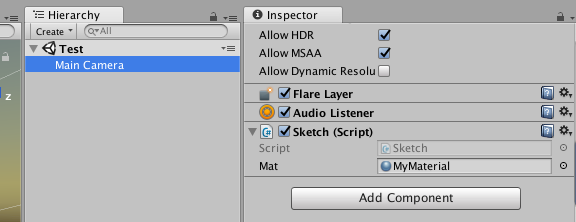 Hierarchy
Create
All
Test
Main Camera
z
Inspector
Allow HDR
Allow MSAA
Allow Dynamic Resolu
Flare Layer
Audio Listener
C#
Sketch (Script)
Script
Sketch
Mat
MyMaterial
Add Component